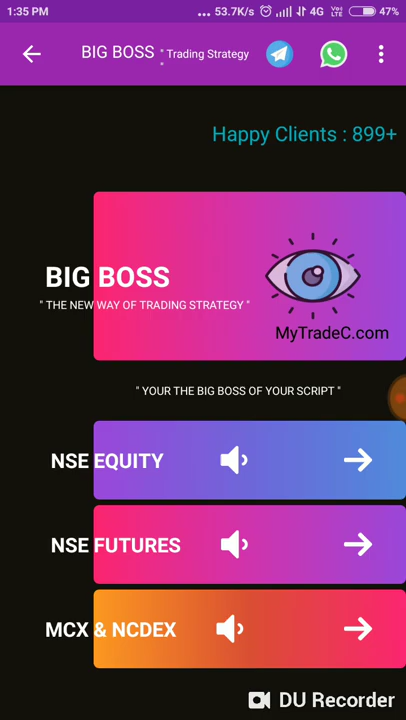 1:35 PM ... 53.7K/s 4G Vo) LTE 47%
BIG BOSS " Trading Strategy "
Happy Clients : 899+
BIG BOSS
" THE NEW WAY OF TRADING STRATEGY "
MyTradeC.com
" YOUR THE BIG BOSS OF YOUR SCRIPT "
NSE EQUITY
NSE FUTURES
MCX & NCDEX
DU Recorder